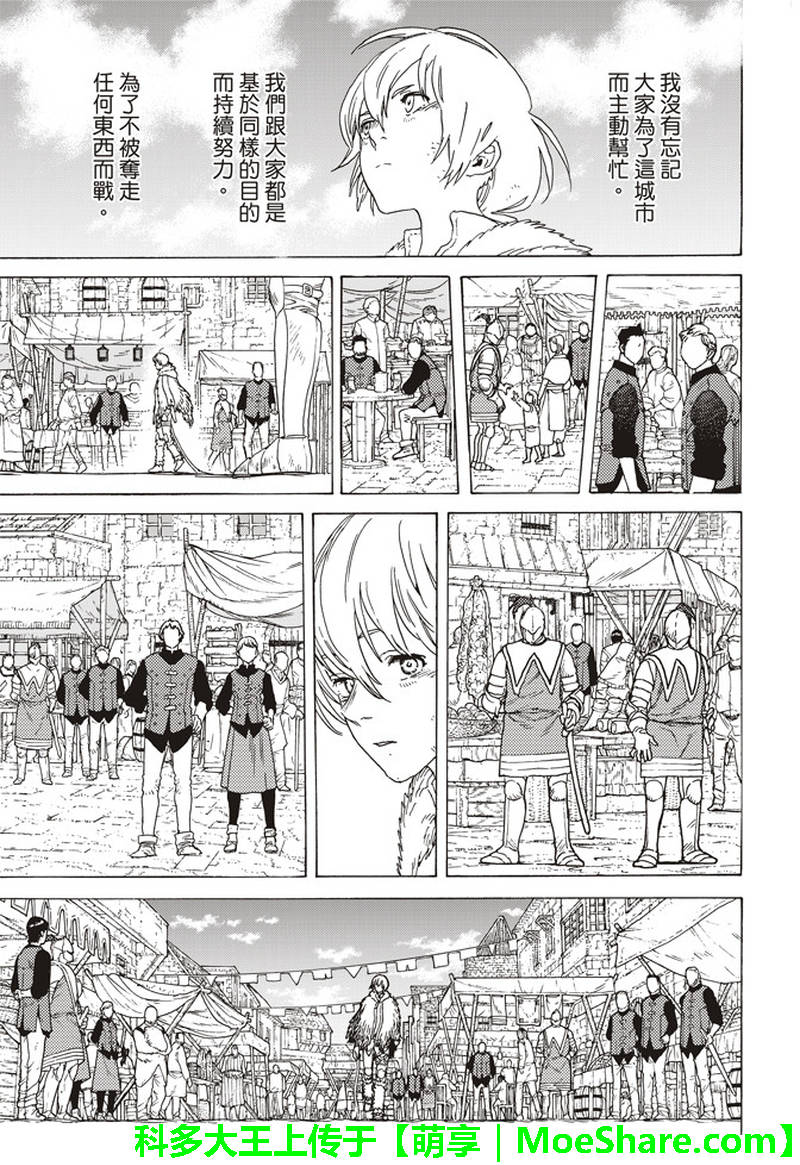 我沒有忘記
大家為了這城市
而主動幫忙。
我們跟大家都是
基於同樣的目的
而持續努力。
為了不被奪走
任何東西而戰。
科多大王上传于【萌享 | MoeShare.com】